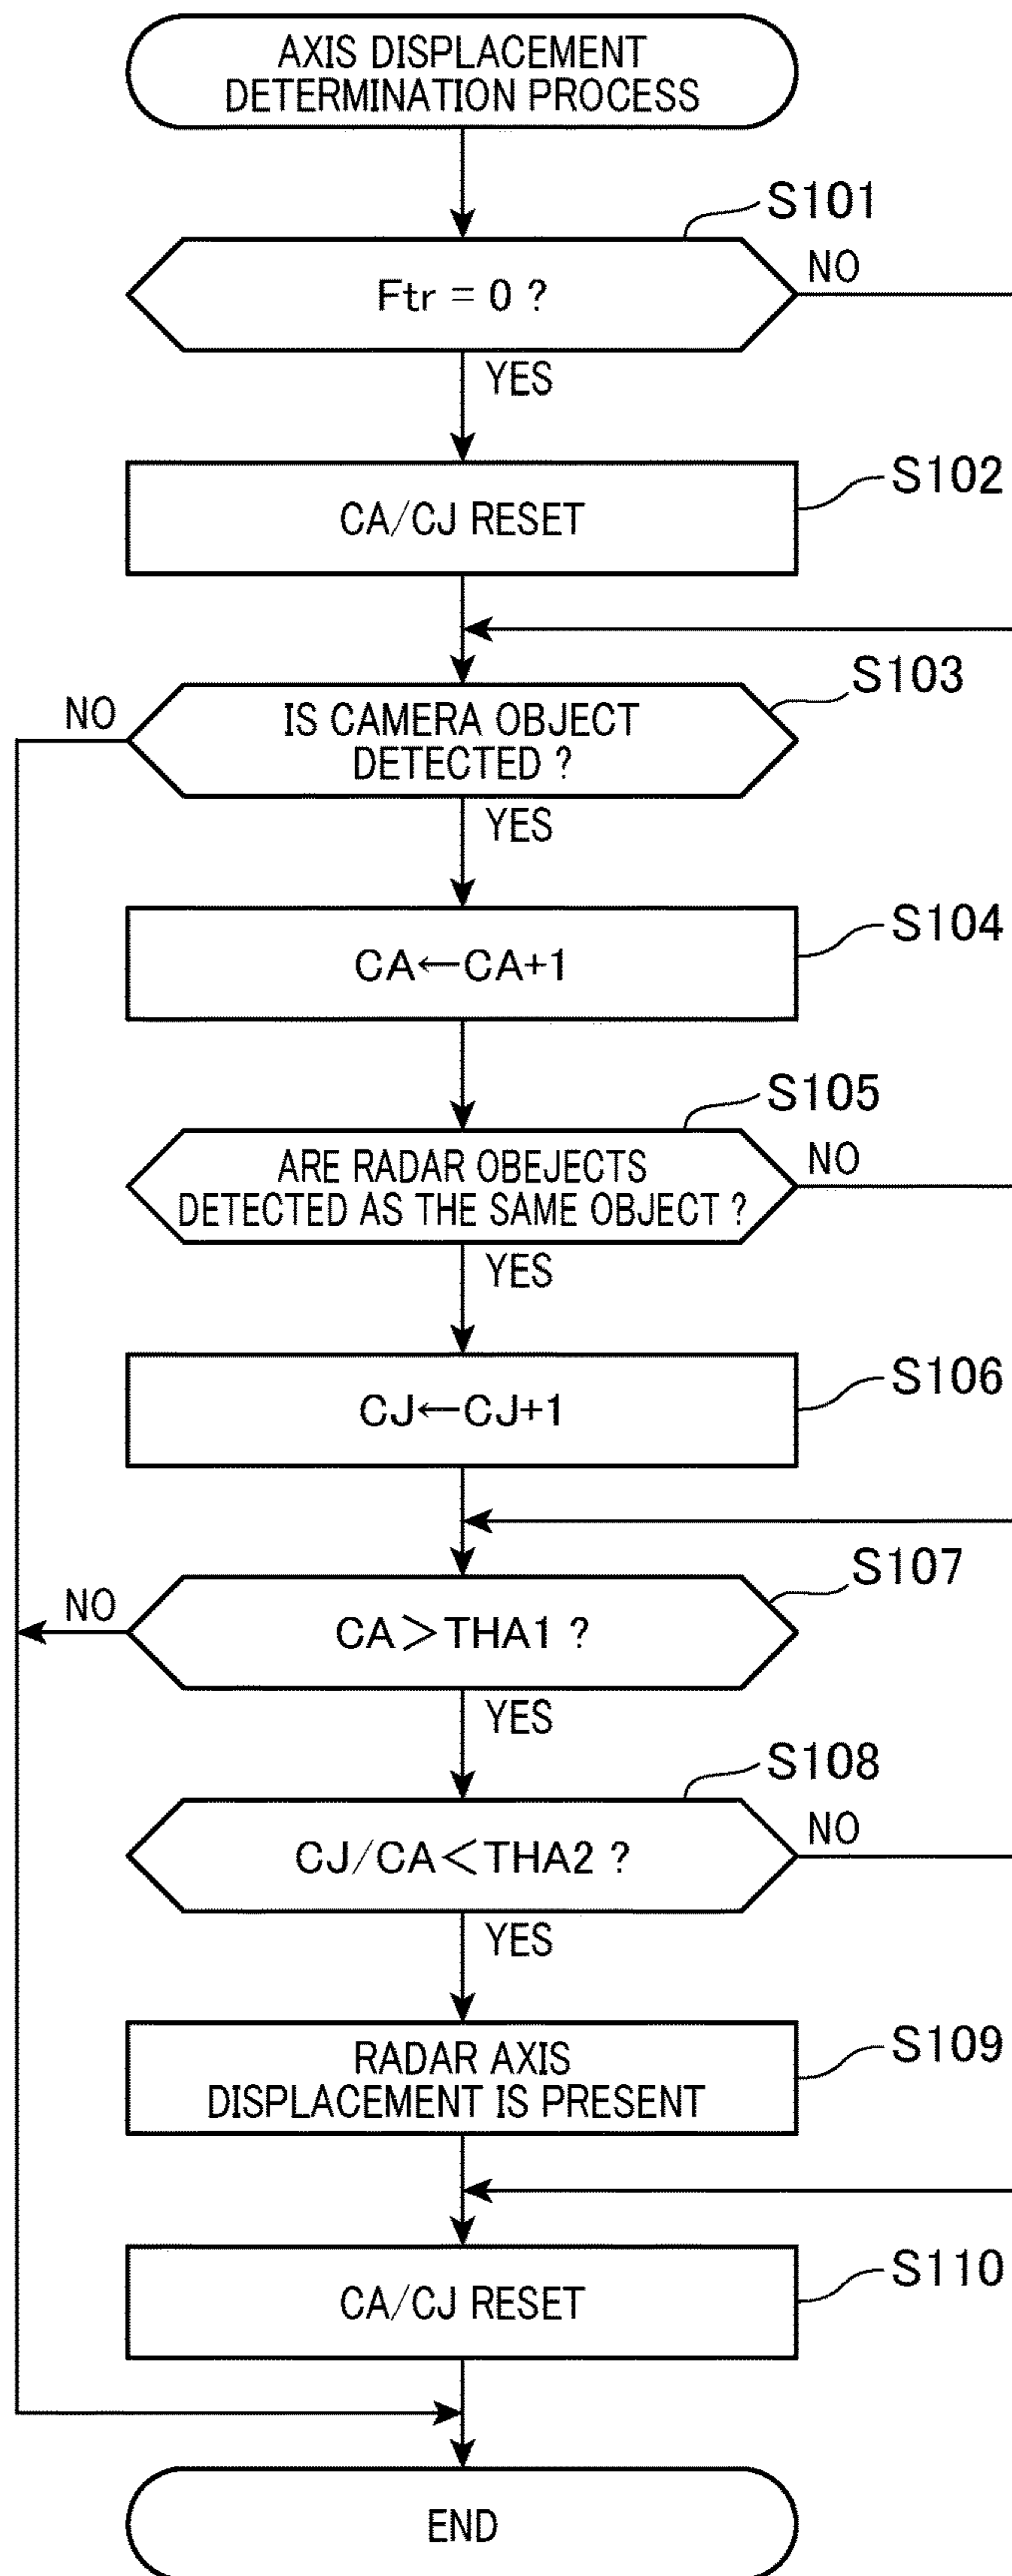 AXIS DISPLACEMENT
DETERMINATION PROCESS
S101
Ftr = 0 ?
NO
YES
S102
CA/CJ RESET
S103
NO
IS CAMERA OBJECT
DETECTED ?
YES
S104
CA←CA+1
S105
ARE RADAR OBEJECTS
DETECTED AS THE SAME OBJECT ?
NO
YES
S106
CJ←CJ+1
S107
NO
CA>THA1 ?
YES
S108
CJ/CA<THA2 ?
NO
YES
S109
RADAR AXIS
DISPLACEMENT IS PRESENT
S110
CA/CJ RESET
END